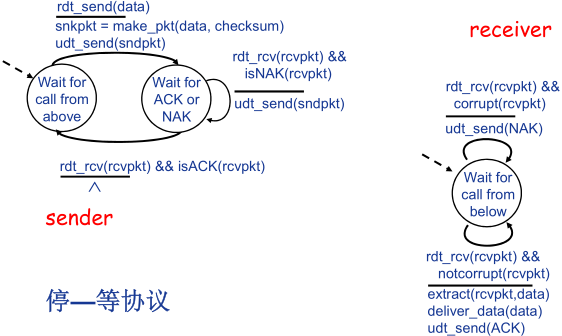 rdt_send(data)
snkpkt = make_pkt(data, checksum)
udt_send(sndpkt)
Wait for
call from
above
Wait for
ACK or
NAK
rdt_rcv(rcvpkt) &&
isNAK(rcvpkt)
udt_send(sndpkt)
rdt_rcv(rcvpkt) && isACK(rcvpkt)
Λ
sender
停—等协议
receiver
rdt_rcv(rcvpkt) &&
corrupt(rcvpkt)
udt_send(NAK)
Wait for
call from
below
rdt_rcv(rcvpkt) &&
notcorrupt(rcvpkt)
extract(rcvpkt,data)
deliver_data(data)
udt_send(ACK)